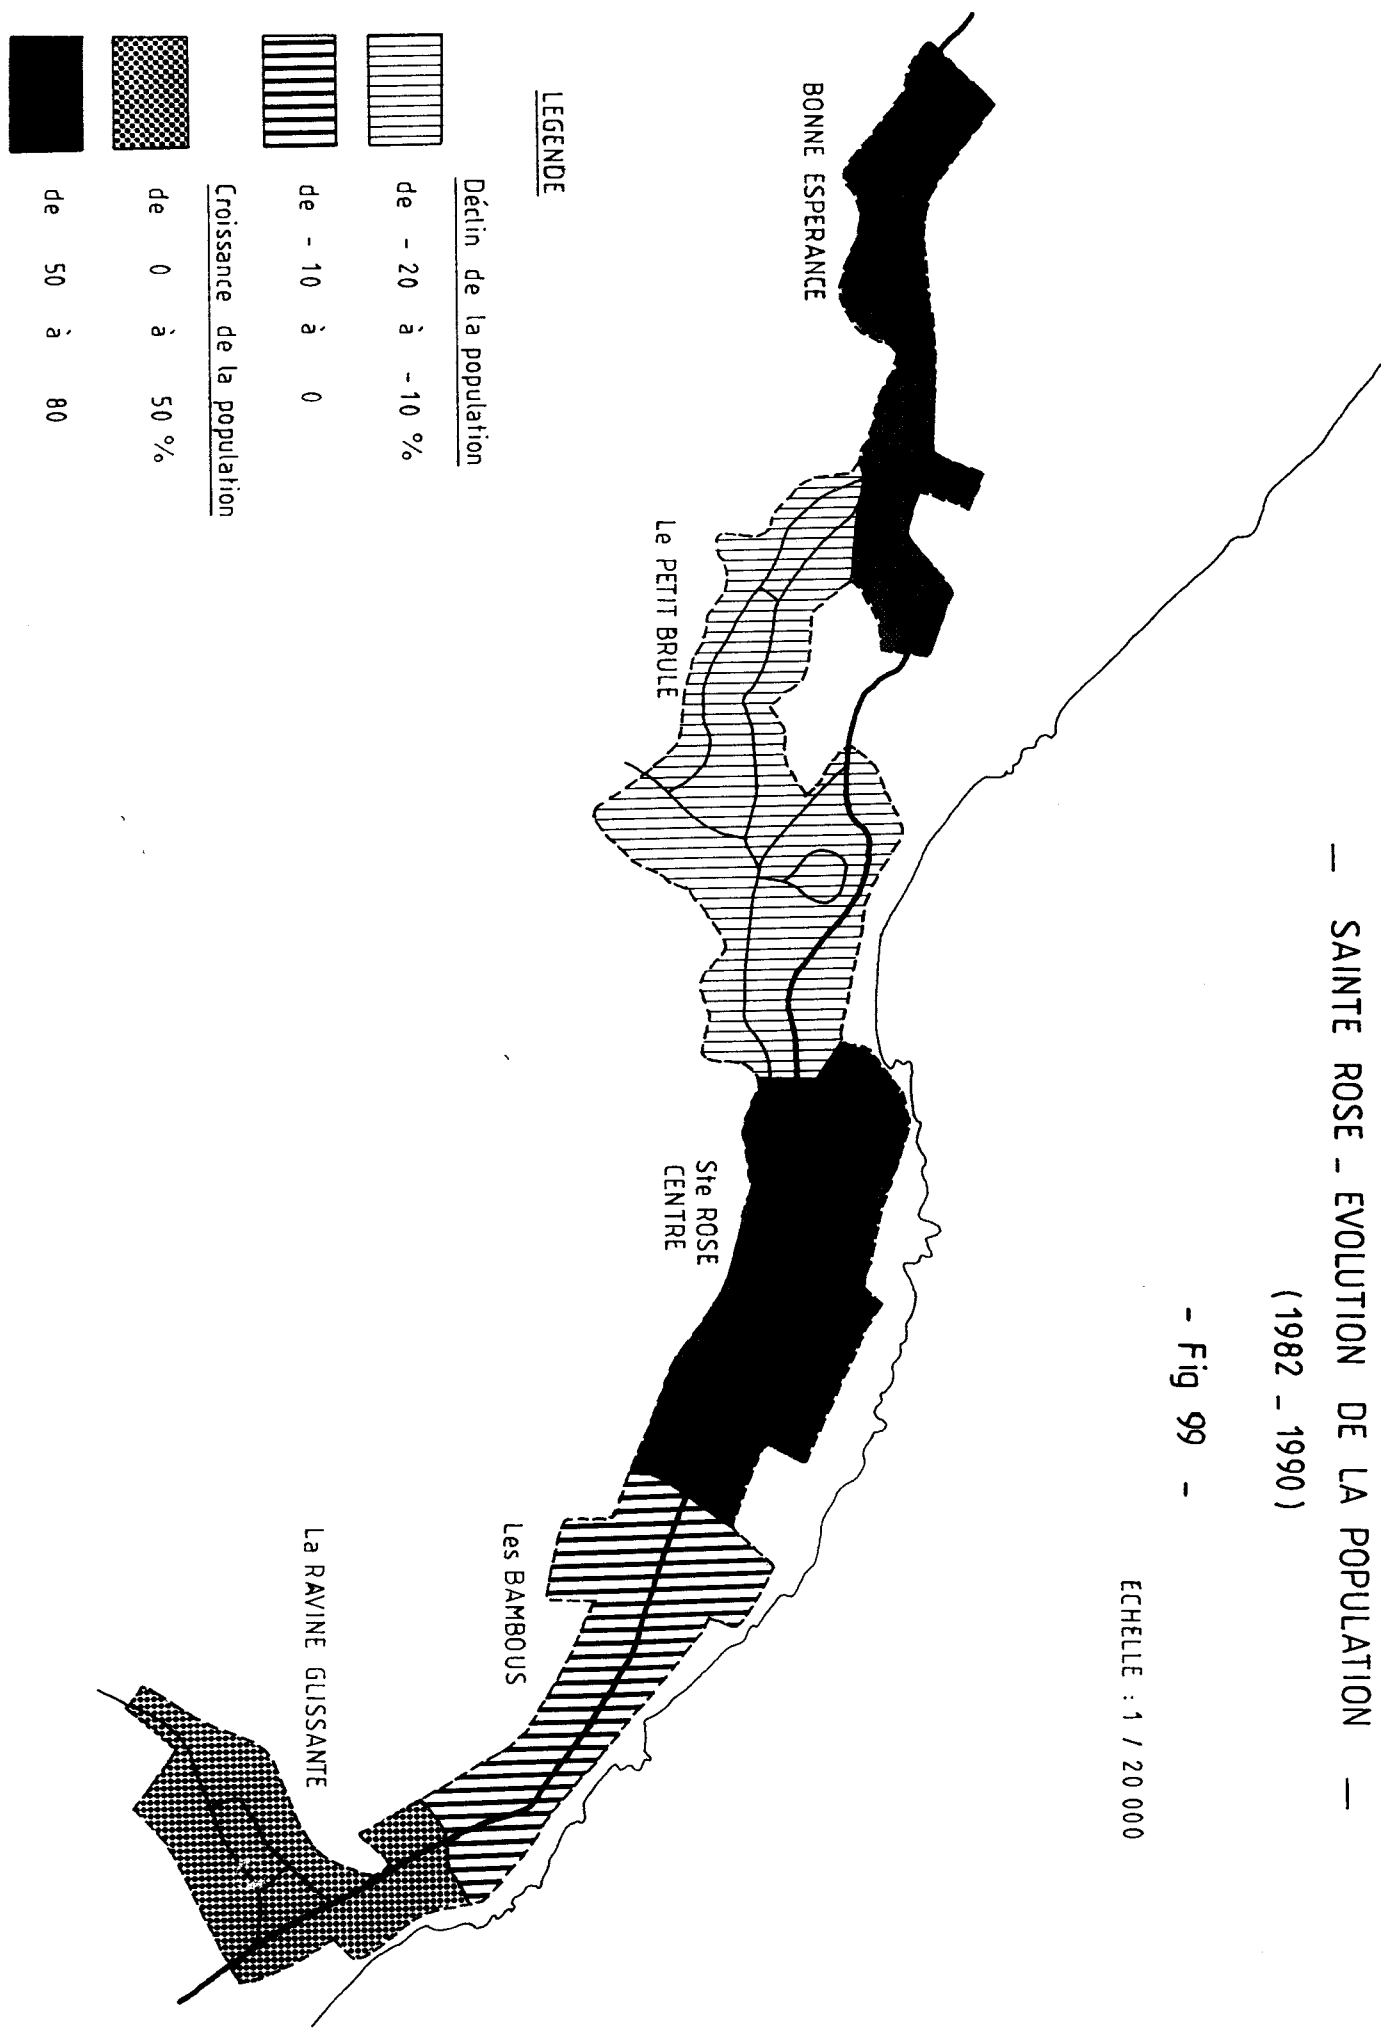 — SAINTE ROSE - EVOLUTION DE LA POPULATION —
(1982 - 1990)
- Fig 99 -
ECHELLE : 1 / 20 000
BONNE ESPERANCE
Le PETIT BRULE
Ste ROSE
CENTRE
Les BAMBOUS
La RAVINE GLISSANTE
LEGENDE
Déclin de la population
de - 20 à -10 %
de - 10 à 0
Croissance de la population
de 0 à 50 %
de 50 à 80